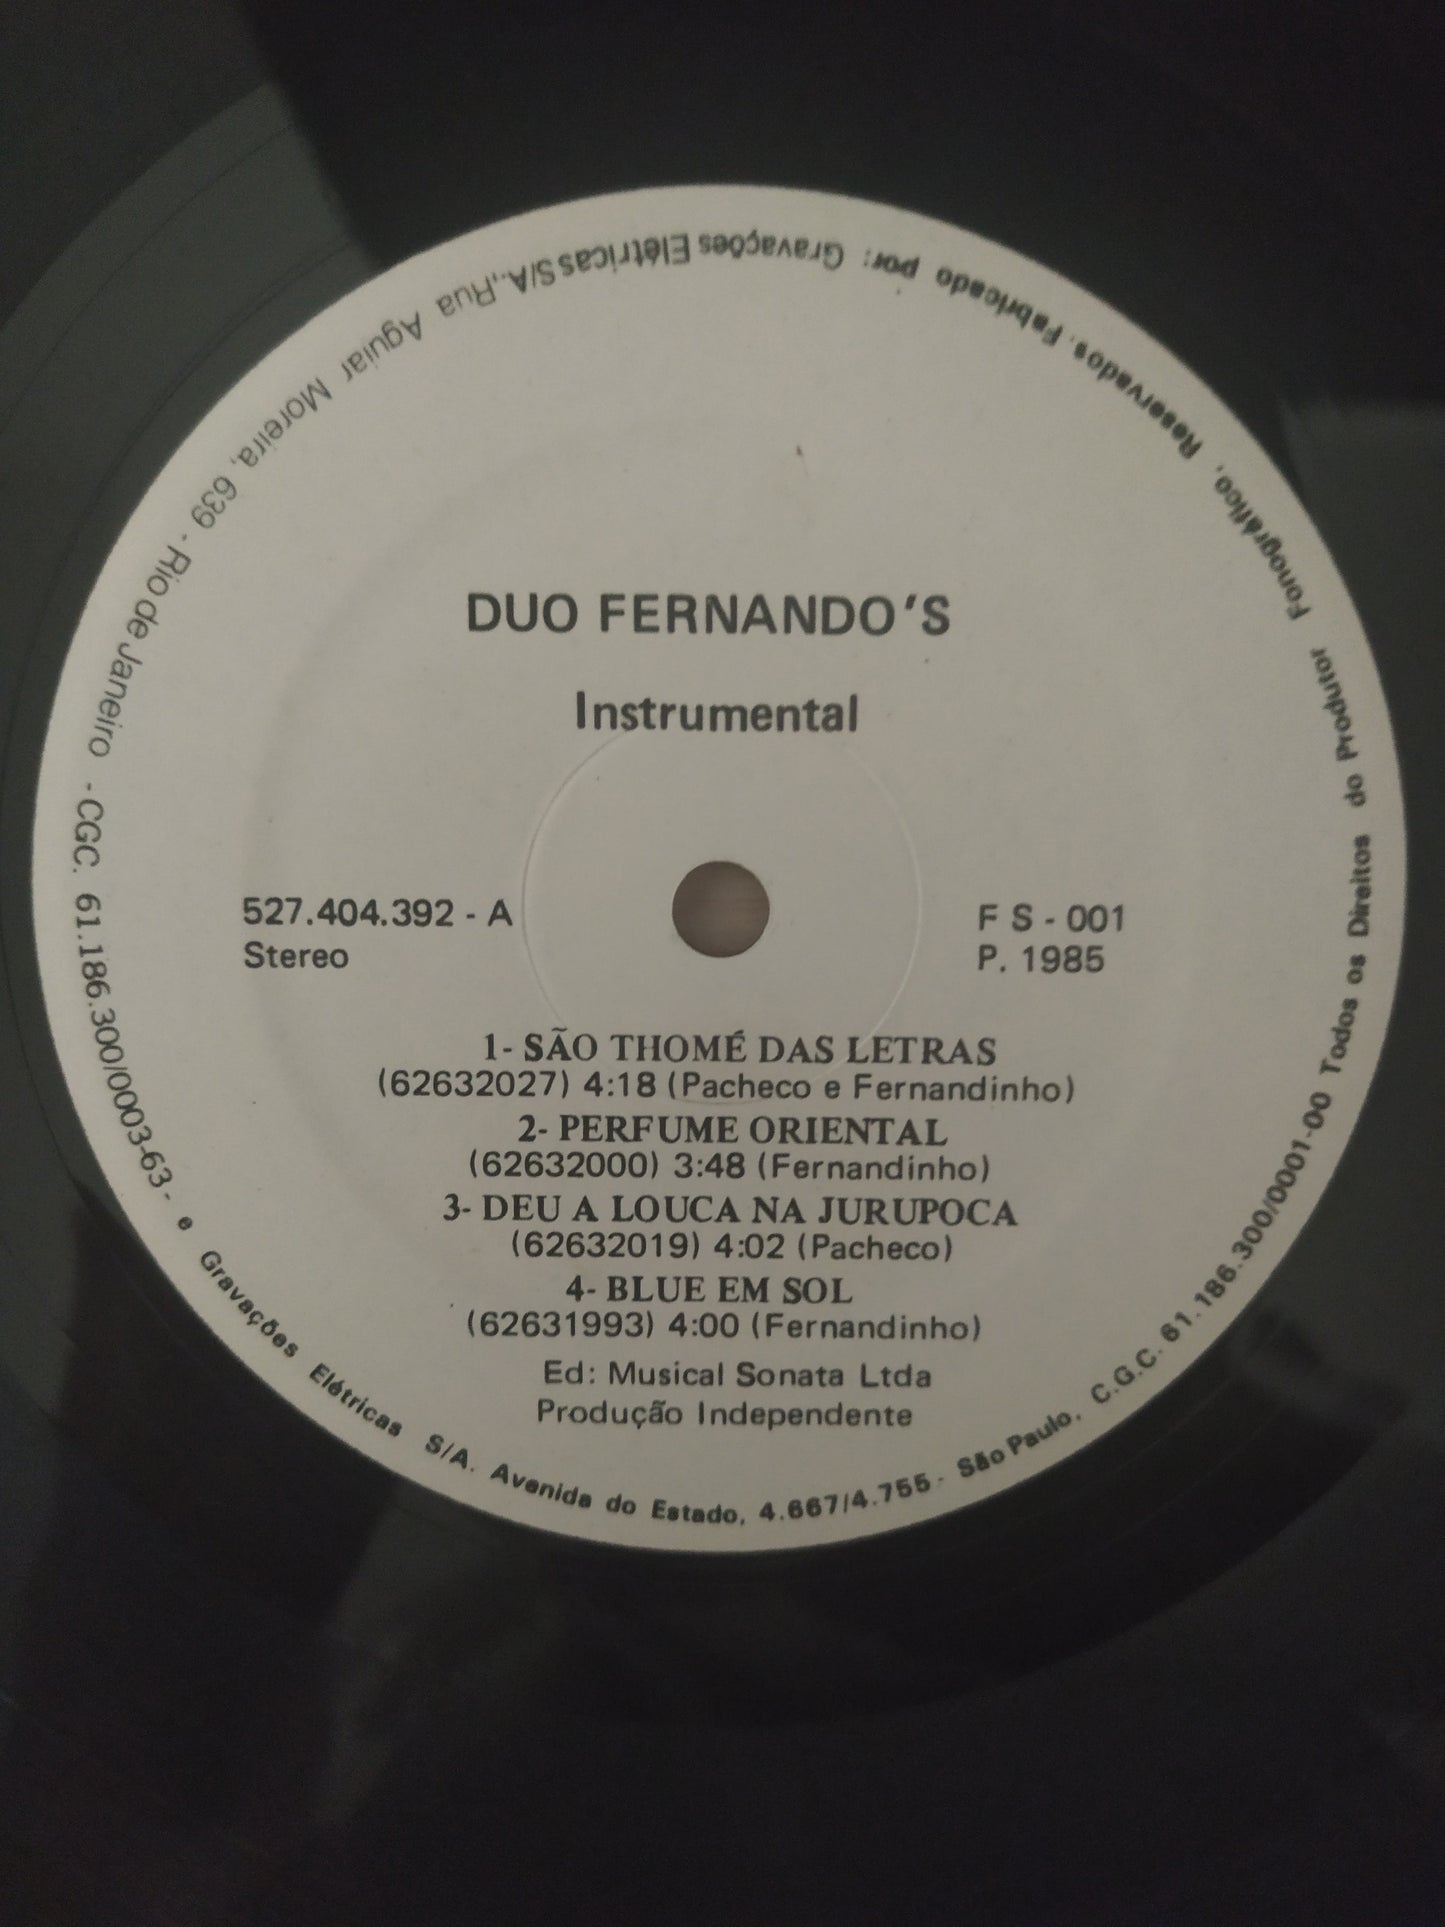 DUO FERNANDO'S
Instrumental
527.404.392 - A
Stereo
F S - 001
P. 1985
1- SÃO THOMÉ DAS LETRAS
(62632027) 4:18 (Pacheco e Fernandinho)
2- PERFUME ORIENTAL
(62632000) 3:48 (Fernandinho)
3- DEU A LOUCA NA JURUPOCA
(62632019) 4:02 (Pacheco)
4- BLUE EM SOL
(62631993) 4:00 (Fernandinho)
Ed: Musical Sonata Ltda
Produção Independente
Todos os Direitos do Produtor Fonográfico, Reservados. Fabricado por: Gravações Elétricas S/A., Rua Aguiar Moreira, 639 - Rio de Janeiro - CGC. 61.186.300/0003-63 - e Gravações Elétricas S/A. Avenida do Estado, 4.667/4.755 - São Paulo. C.G.C. 61.186.300/0001-00